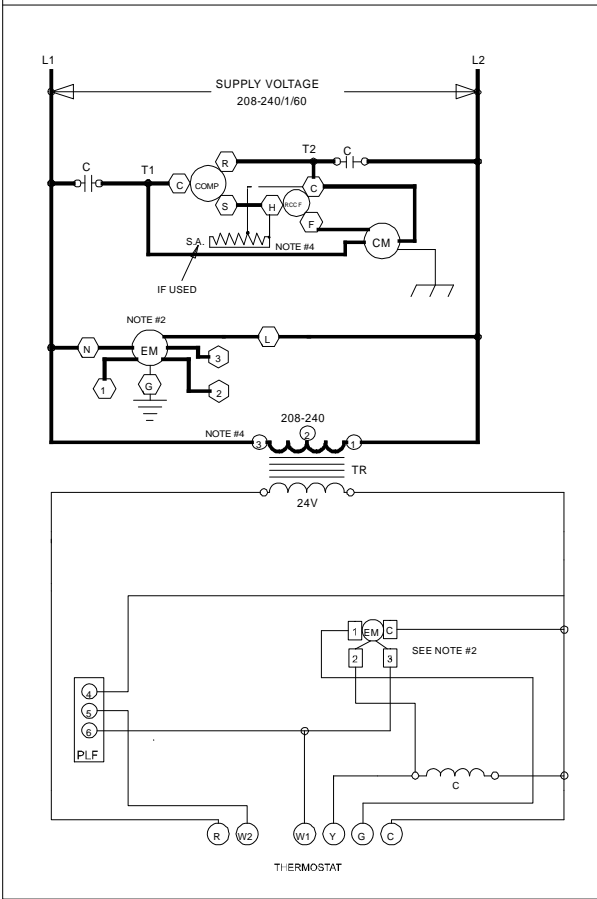 L1
L2
SUPPLY VOLTAGE
208-240/1/60
C
T1
T2
C
R
C
COMP
C
S
H
RCCF
F
S.A.
NOTE #4
CM
IF USED
NOTE #2
N
EM
L
3
1
G
2
208-240
NOTE #4
3
2
1
TR
24V
1
EM
C
SEE NOTE #2
2
3
4
5
6
PLF
C
R
W2
W1
Y
G
C
THERMOSTAT